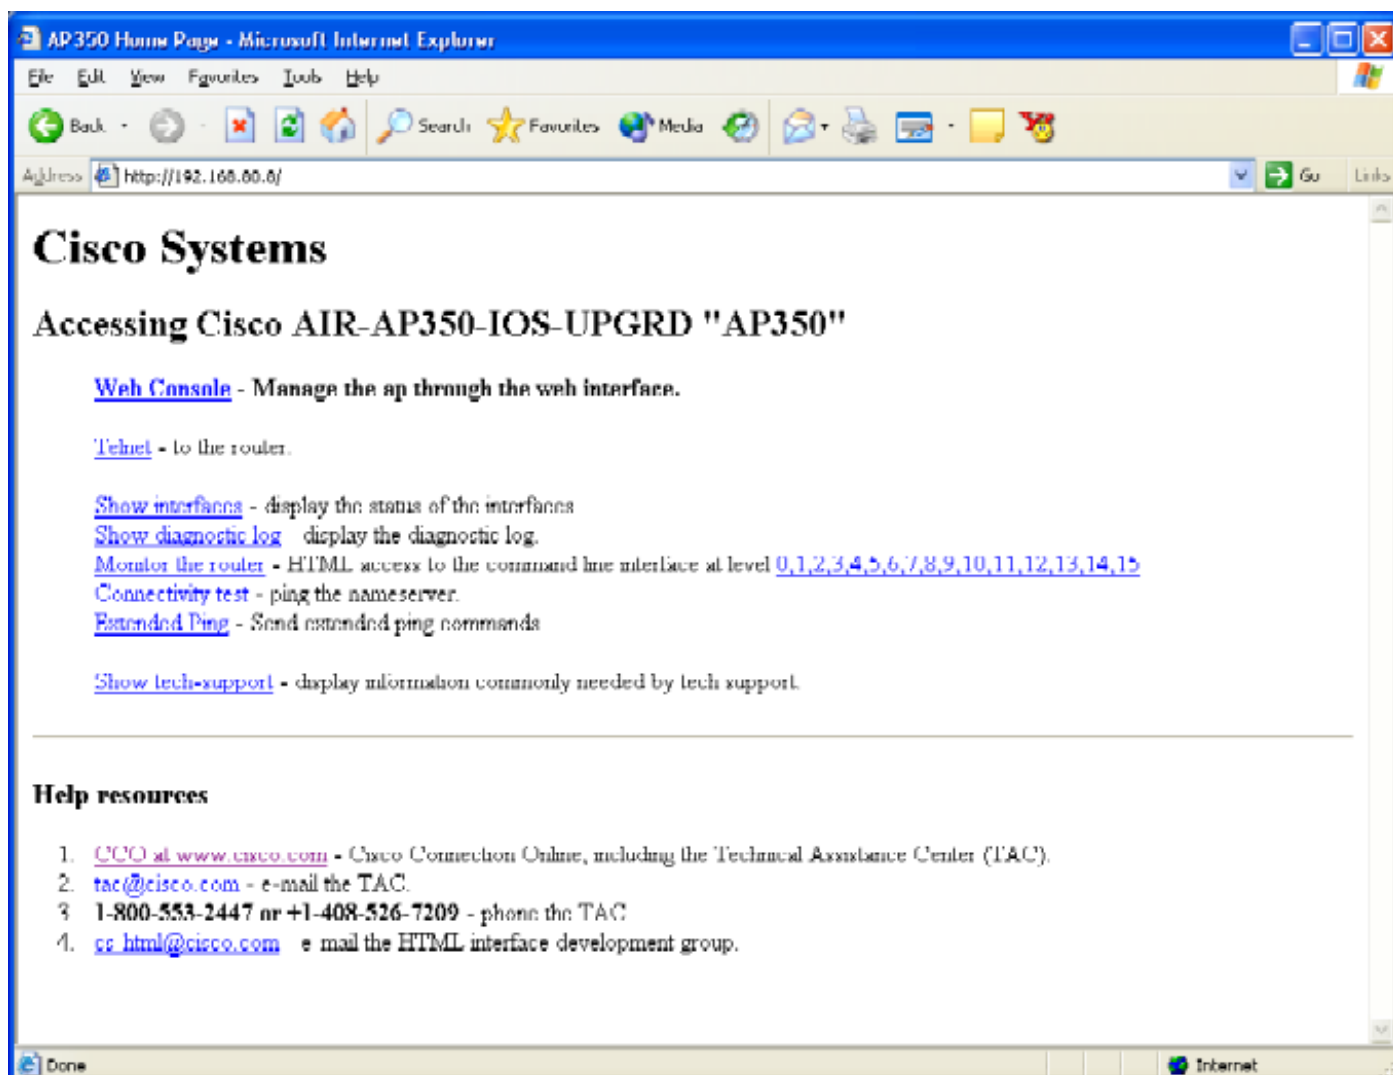 AP350 Home Page - Microsoft Internet Explorer
File Edit View Favorites Tools Help
Back Search Favorites Media
Address http://192.168.80.8/ Go Links
Cisco Systems
Accessing Cisco AIR-AP350-IOS-UPGRD "AP350"
Web Console - Manage the ap through the web interface.
Telnet - to the router.
Show interfaces - display the status of the interfaces
Show diagnostic log display the diagnostic log.
Monitor the router - HTML access to the command line interface at level 0,1,2,3,4,5,6,7,8,9,10,11,12,13,14,15
Connectivity test - ping the nameserver.
Extended Ping - Send extended ping commands
Show tech-support - display information commonly needed by tech support.
Help resources
1. CCO at www.cisco.com - Cisco Connection Online, including the Technical Assistance Center (TAC).
2. tac@cisco.com - e-mail the TAC.
3 1-800-553-2447 or +1-408-526-7209 - phone the TAC
4. cs html@cisco.com e mail the HTML interface development group.
Done Internet